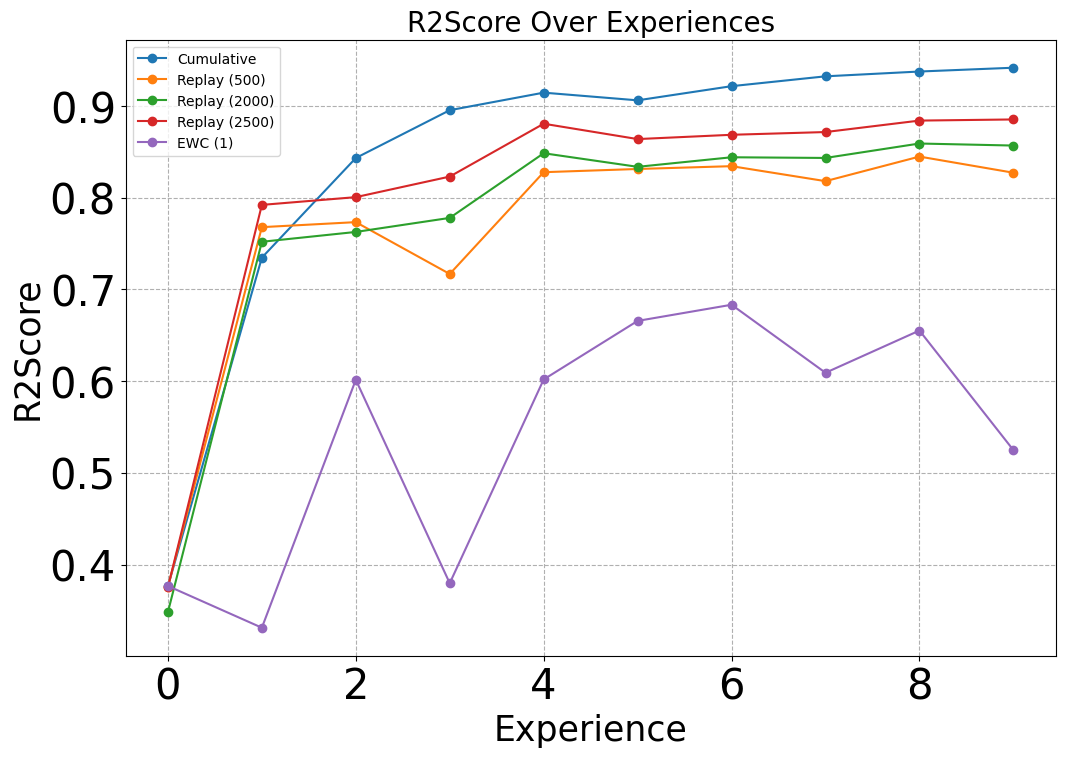 R2Score Over Experiences
Cumulative
Replay (500)
Replay (2000)
Replay (2500)
EWC (1)
0.9
0.8
0.7
0.6
0.5
0.4
R2Score
0 2 4 6 8
Experience